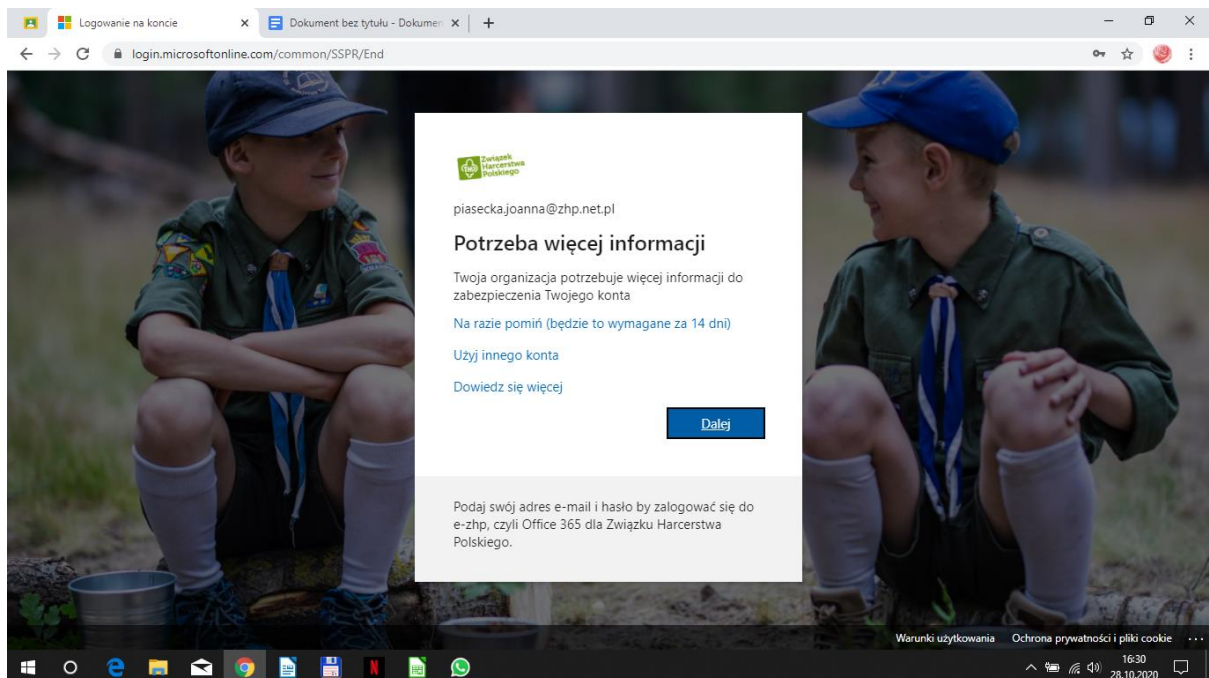 Logowanie na koncie
Dokument bez tytułu - Dokumen
login.microsoftonline.com/common/SSPR/End
Związek
Harcerstwa
Polskiego
piasecka.joanna@zhp.net.pl
Potrzeba więcej informacji
Twoja organizacja potrzebuje więcej informacji do
zabezpieczenia Twojego konta
Na razie pomiń (będzie to wymagane za 14 dni)
Użyj innego konta
Dowiedz się więcej
Dalej
Podaj swój adres e-mail i hasło by zalogować się do
e-zhp, czyli Office 365 dla Związku Harcerstwa
Polskiego.
Warunki użytkowania Ochrona prywatności i pliki cookie
N
16:30
28.10.2020